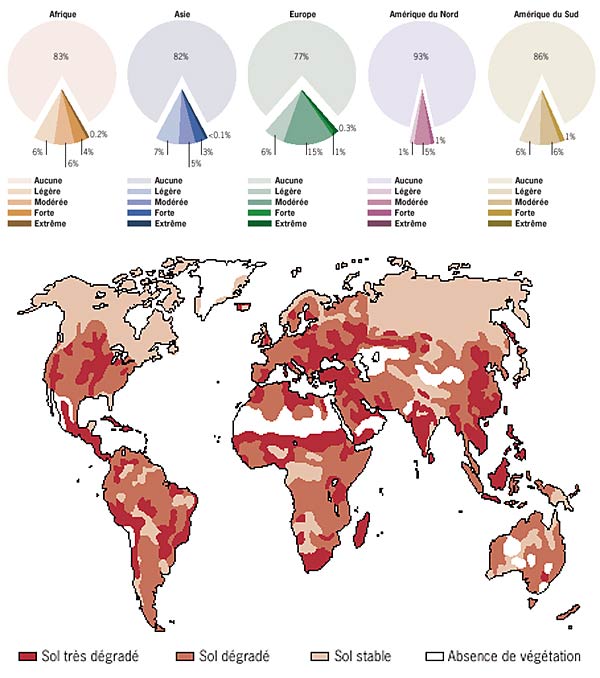 Afrique Asie Europe Amérique du Nord Amérique du Sud
83% 82% 77% 93% 86%
0.2% <0.1% 0.3% 1% 1%
6% 4% 7% 3% 6% 1% 1% 5% 6% 6%
6% 5% 15%
Aucune Aucune Aucune Aucune Aucune
Légère Légère Légère Légère Légère
Modérée Modérée Modérée Modérée Modérée
Forte Forte Forte Forte Forte
Extrême Extrême Extrême Extrême Extrême
Sol très dégradé Sol dégradé Sol stable Absence de végétation